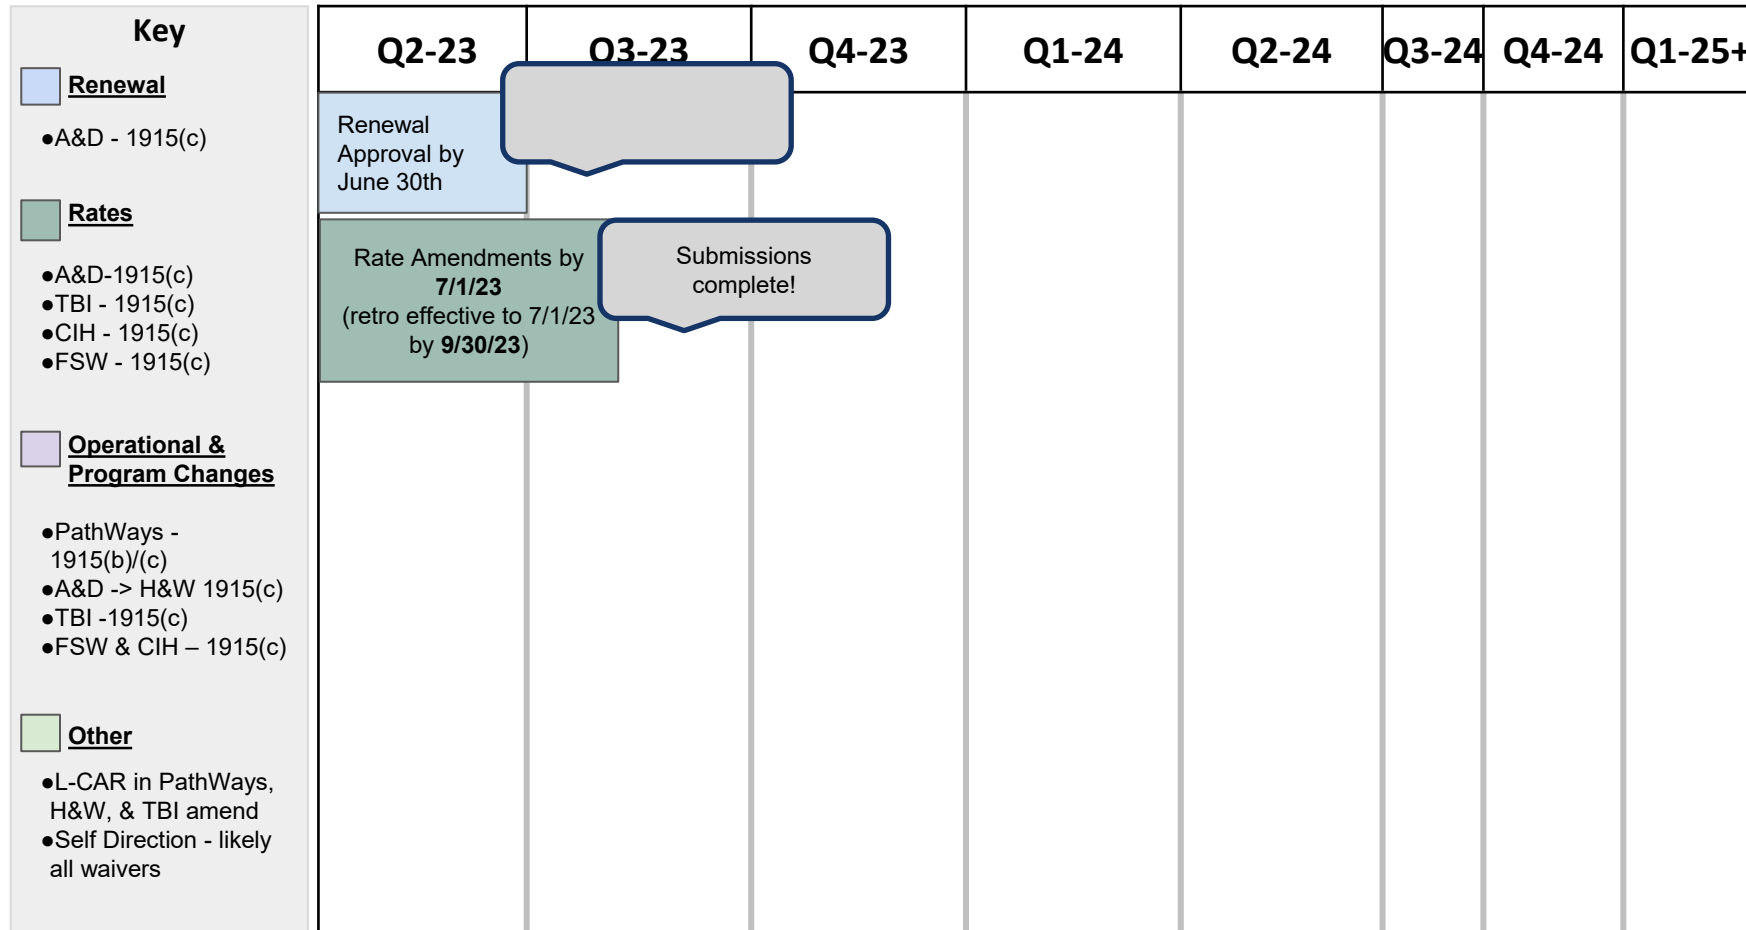 Key
Renewal
●A&D - 1915(c)
Rates
●A&D-1915(c)
●TBI - 1915(c)
●CIH - 1915(c)
●FSW - 1915(c)
Operational &
Program Changes
●PathWays -
1915(b)/(c)
●A&D -> H&W 1915(c)
●TBI -1915(c)
●FSW & CIH – 1915(c)
Other
●L-CAR in PathWays,
H&W, & TBI amend
●Self Direction - likely
all waivers
Q2-23 Q3-23 Q4-23 Q1-24 Q2-24 Q3-24 Q4-24 Q1-25+
Renewal
Approval by
June 30th
Rate Amendments by
7/1/23
(retro effective to 7/1/23
by 9/30/23)
Submissions
complete!